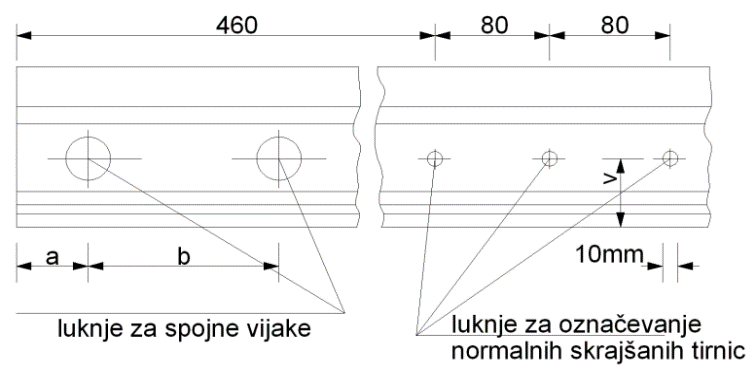 460
80
80
v
a
b
10mm
luknje za spojne vijake
luknje za označevanje
normalnih skrajšanih tirnic